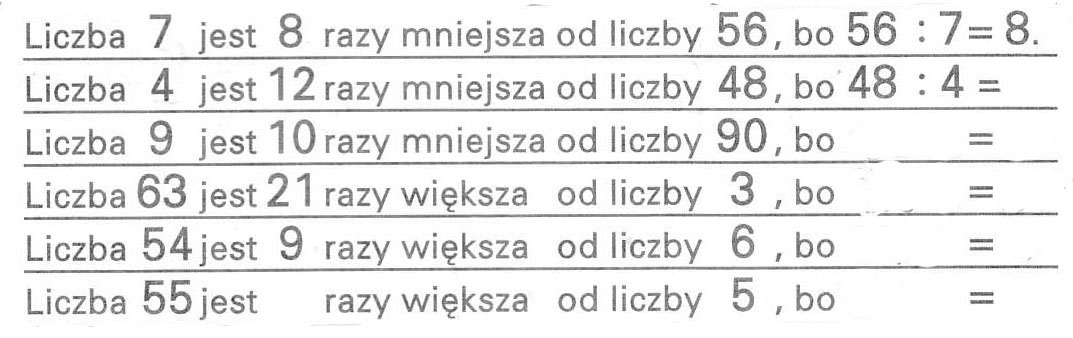 Liczba 7 jest 8 razy mniejsza od liczby 56, bo 56 : 7 = 8.
Liczba 4 jest 12 razy mniejsza od liczby 48, bo 48 : 4 =
Liczba 9 jest 10 razy mniejsza od liczby 90, bo =
Liczba 63 jest 21 razy większa od liczby 3, bo =
Liczba 54 jest 9 razy większa od liczby 6, bo =
Liczba 55 jest razy większa od liczby 5, bo =